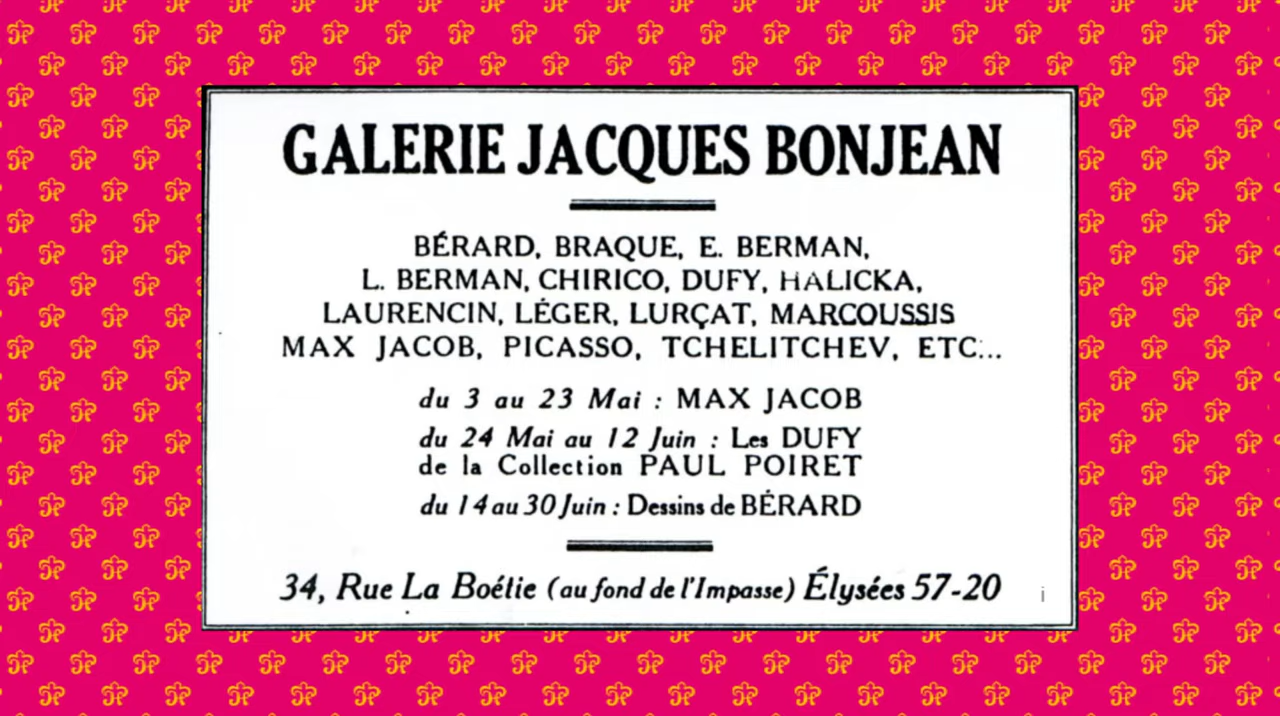 GALERIE JACQUES BONJEAN
BÉRARD, BRAQUE, E. BERMAN,
L. BERMAN, CHIRICO, DUFY, HALICKA,
LAURENCIN, LÉGER, LURÇAT, MARCOUSSIS
MAX JACOB, PICASSO, TCHELITCHEV, ETC...
du 3 au 23 Mai : MAX JACOB
du 24 Mai au 12 Juin : Les DUFY
de la Collection PAUL POIRET
du 14 au 30 Juin : Dessins de BÉRARD
34, Rue La Boétie (au fond de l'Impasse) Élysées 57-20
i